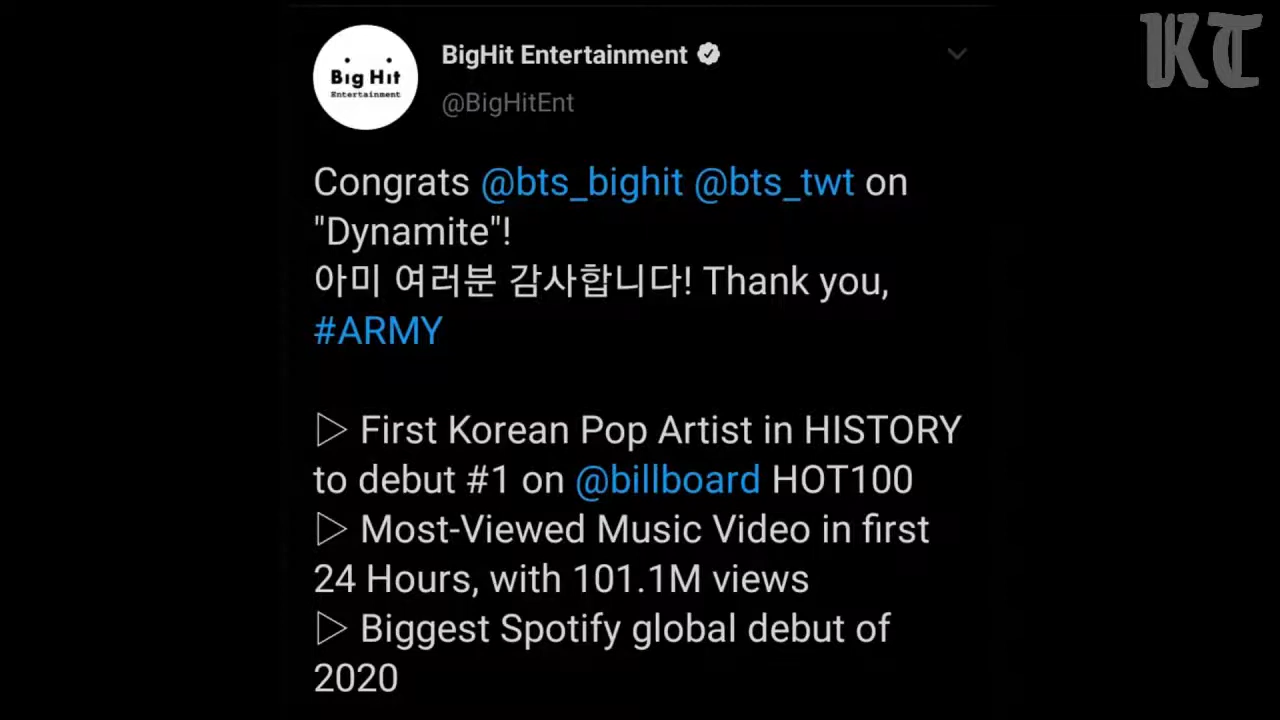 Big Hit
Entertainment
BigHit Entertainment
@BigHitEnt
KT
Congrats @bts_bighit @bts_twt on
"Dynamite"!
아미 여러분 감사합니다! Thank you,
#ARMY
▷ First Korean Pop Artist in HISTORY
to debut #1 on @billboard HOT100
▷ Most-Viewed Music Video in first
24 Hours, with 101.1M views
▷ Biggest Spotify global debut of
2020